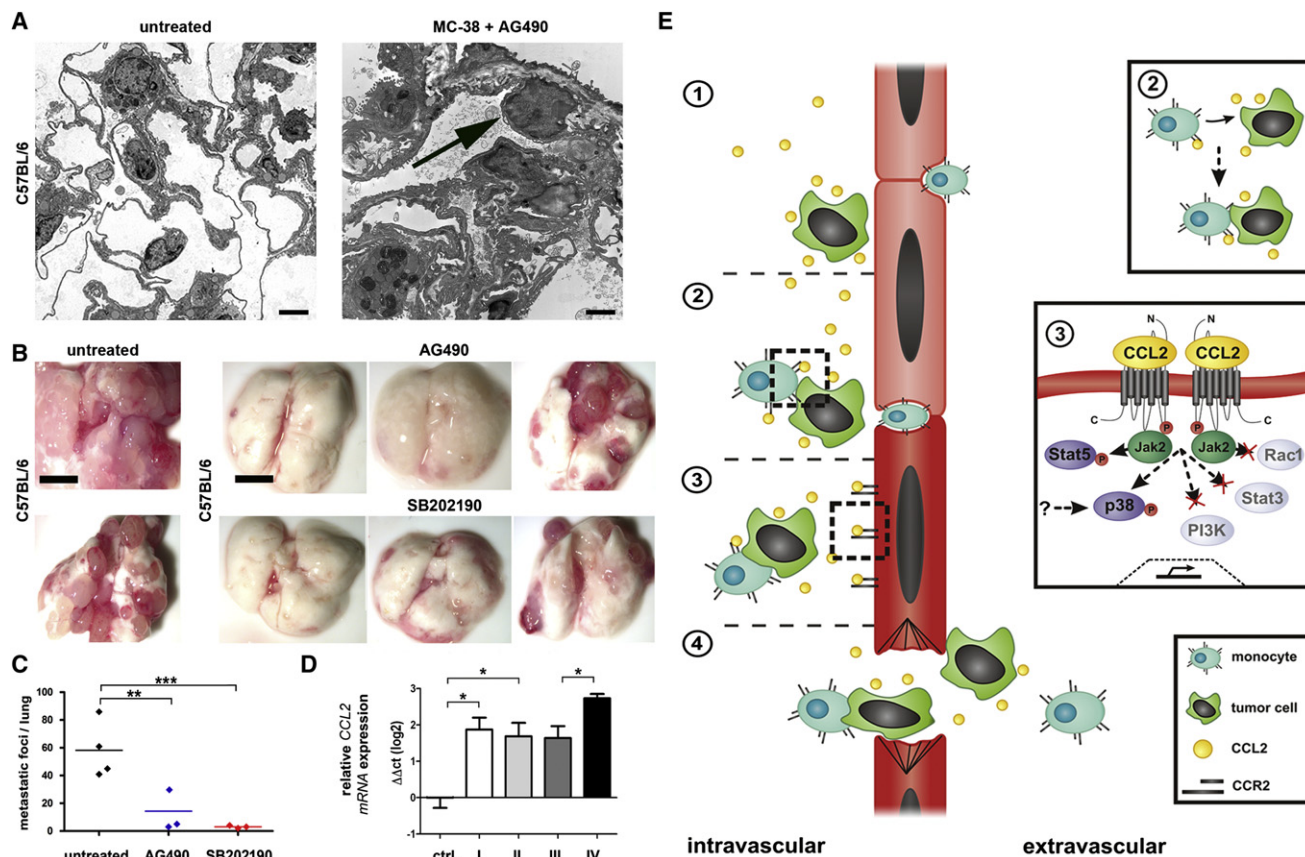 A
untreated
MC-38 + AG490
C57BL/6
B
untreated
AG490
C57BL/6
C57BL/6
SB202190
C
***
**
metastatic foci / lung
100
80
60
40
20
0
untreated
AG490
SB202190
D
*
*
*
relative CCL2
mRNA expression
ΔΔct (log2)
3
2
1
0
-1
ctrl
I
II
III
IV
E
1
2
3
4
intravascular
extravascular
2
3
N
N
CCL2
CCL2
C
C
P
P
Jak2
Jak2
Stat5
P
Rac1
Stat3
?
p38
P
PI3K
monocyte
tumor cell
CCL2
CCR2